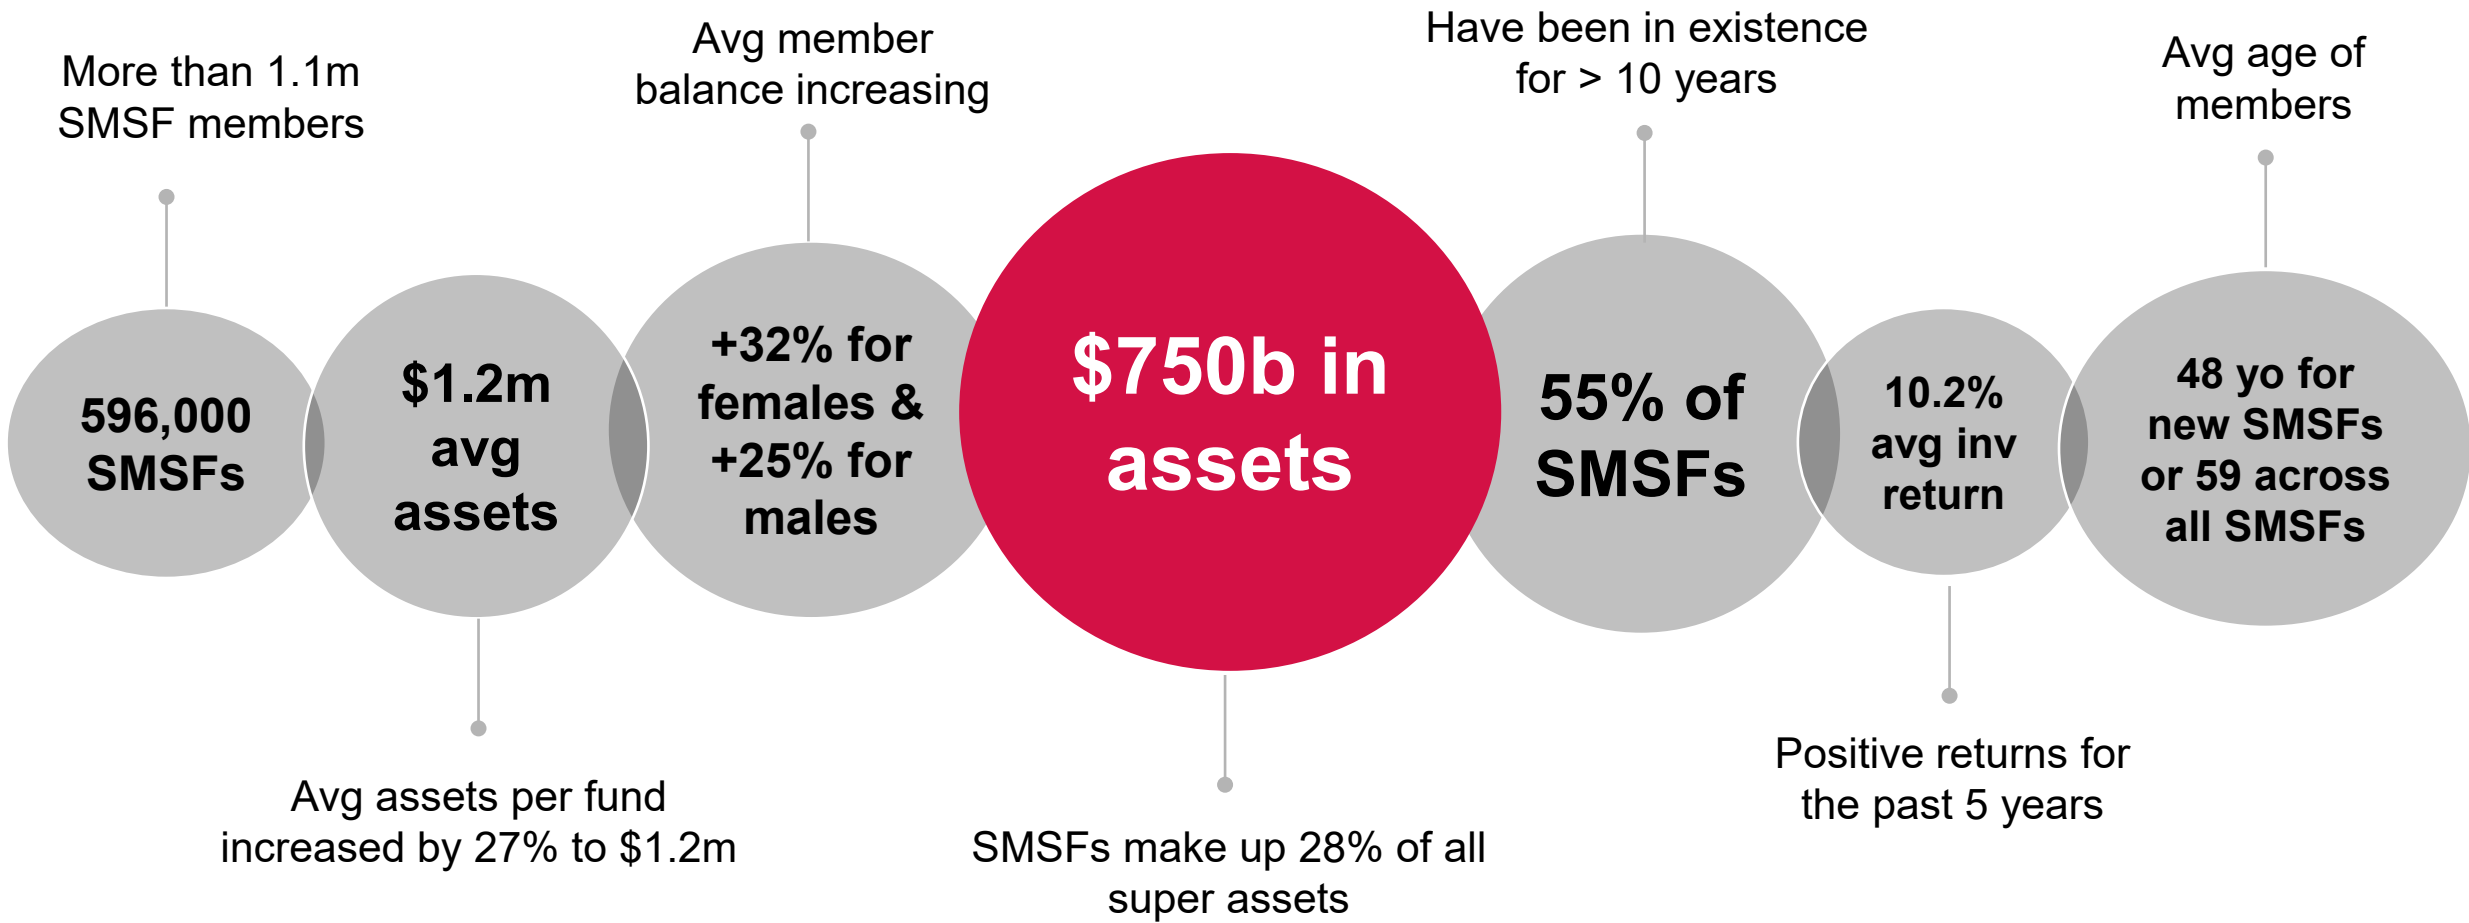 More than 1.1m
SMSF members
596,000
SMSFs
$1.2m
avg
assets
Avg assets per fund
increased by 27% to $1.2m
Avg member
balance increasing
+32% for
females &
+25% for
males
$750b in
assets
SMSFs make up 28% of all
super assets
Have been in existence
for > 10 years
55% of
SMSFs
10.2%
avg inv
return
Positive returns for
the past 5 years
Avg age of
members
48 yo for
new SMSFs
or 59 across
all SMSFs